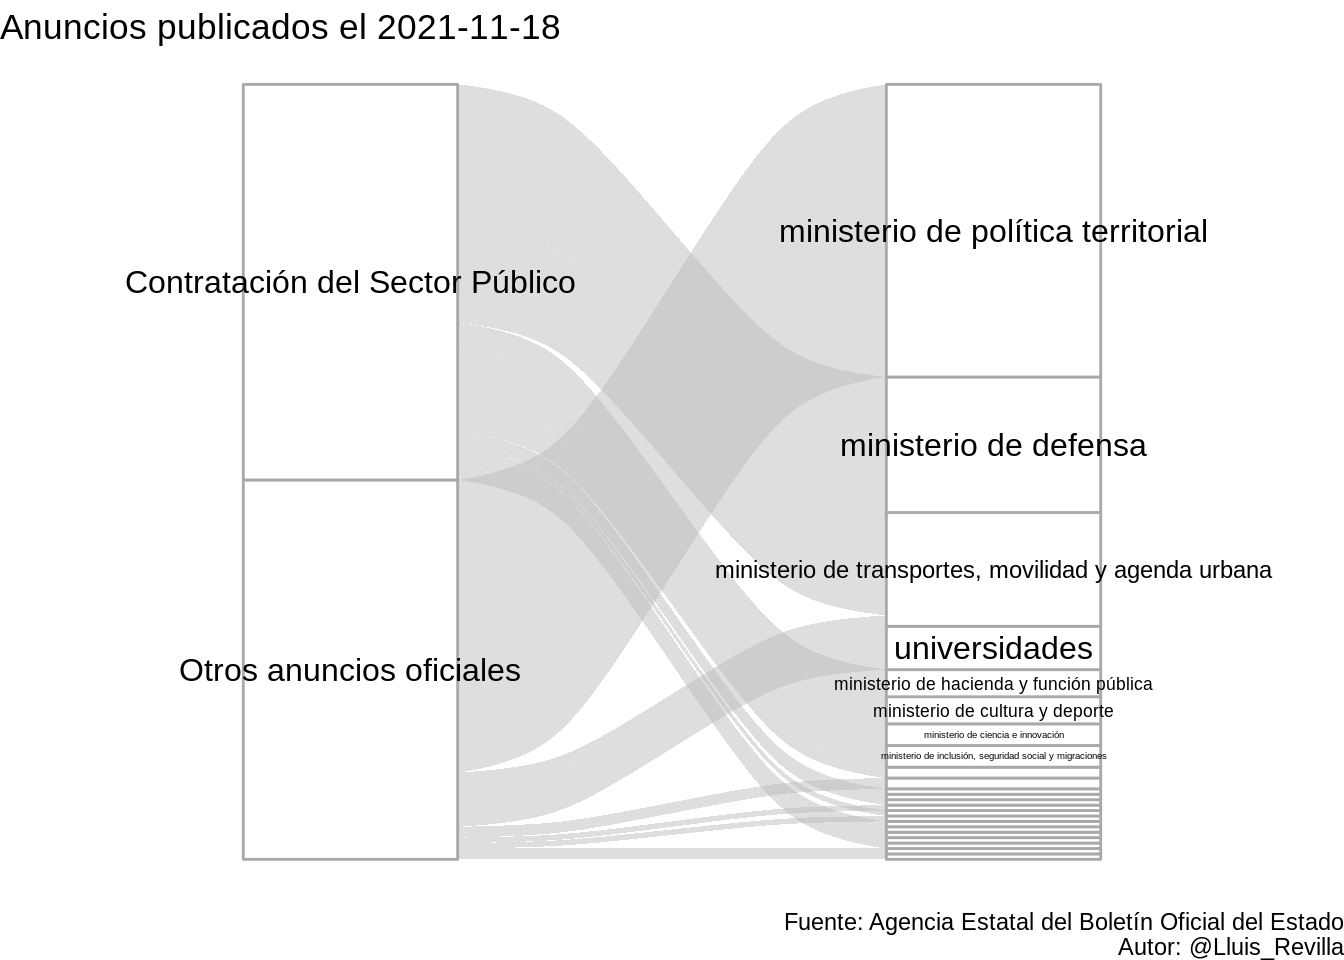 Anuncios publicados el 2021-11-18
Contratación del Sector Público
Otros anuncios oficiales
ministerio de política territorial
ministerio de defensa
ministerio de transportes, movilidad y agenda urbana
universidades
ministerio de hacienda y función pública
ministerio de cultura y deporte
ministerio de ciencia e innovación
ministerio de inclusión, seguridad social y migraciones
Fuente: Agencia Estatal del Boletín Oficial del Estado
Autor: @Lluis_Revilla